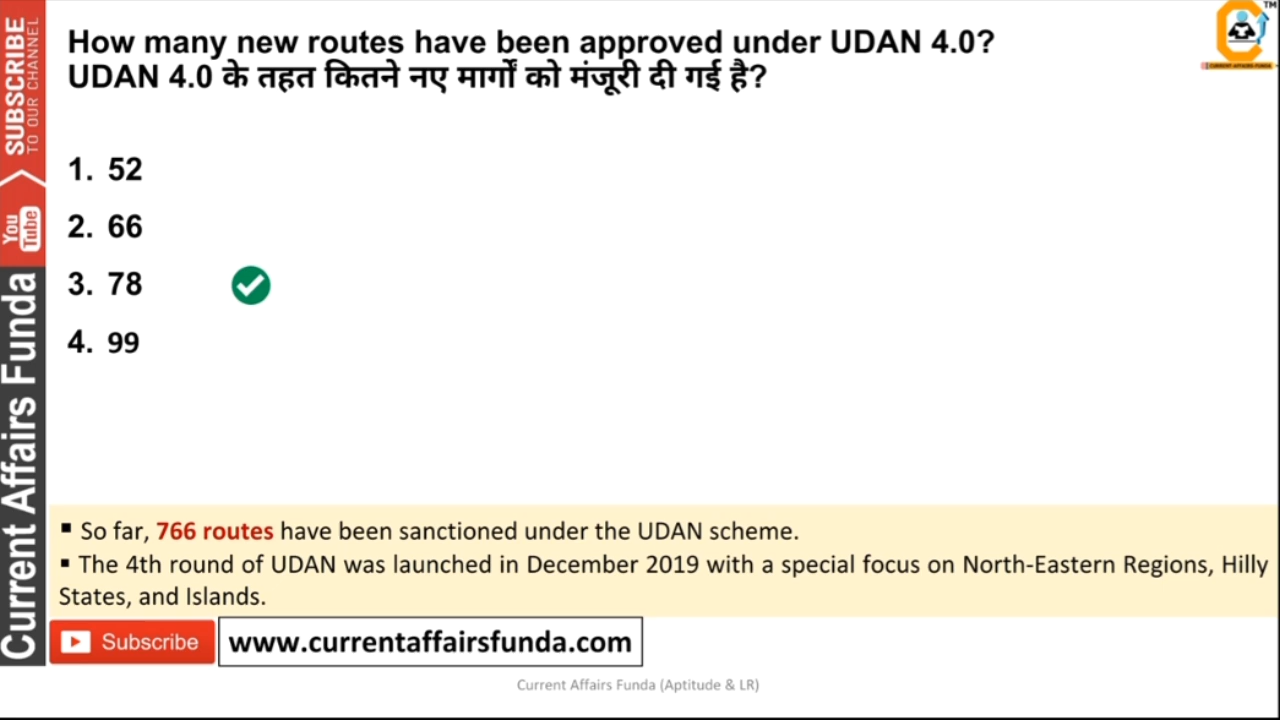 How many new routes have been approved under UDAN 4.0?
UDAN 4.0 के तहत कितने नए मार्गों को मंजूरी दी गई है?
1. 52
2. 66
3. 78
4. 99
▪ So far, 766 routes have been sanctioned under the UDAN scheme.
▪ The 4th round of UDAN was launched in December 2019 with a special focus on North-Eastern Regions, Hilly
States, and Islands.
Subscribe
www.currentaffairsfunda.com
Current Affairs Funda (Aptitude & LR)
SUBSCRIBE
TO OUR CHANNEL
You Tube
Current Affairs Funda
TM
CURRENT AFFAIRS FUNDA